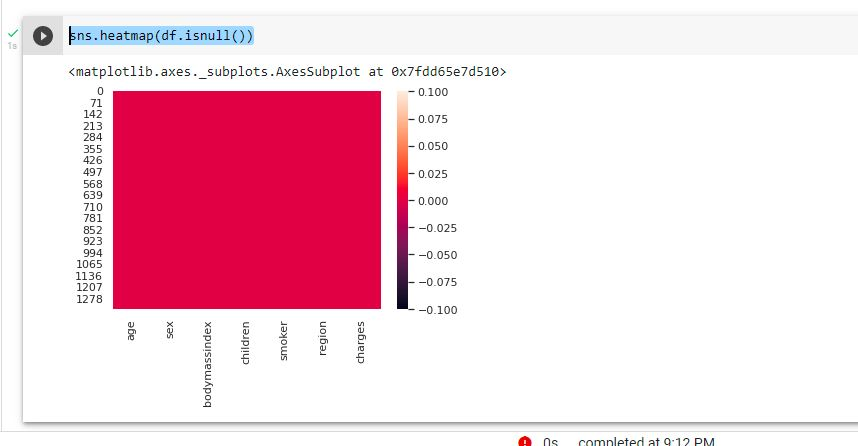 sns.heatmap(df.isnull())
1s
<matplotlib.axes._subplots.AxesSubplot at 0x7fdd65e7d510>
0
71
142
213
284
355
426
497
568
639
710
781
852
923
994
1065
1136
1207
1278
0.100
0.075
0.050
0.025
0.000
−0.025
−0.050
−0.075
−0.100
age
sex
bodymassindex
children
smoker
region
charges
0s completed at 9:12 PM